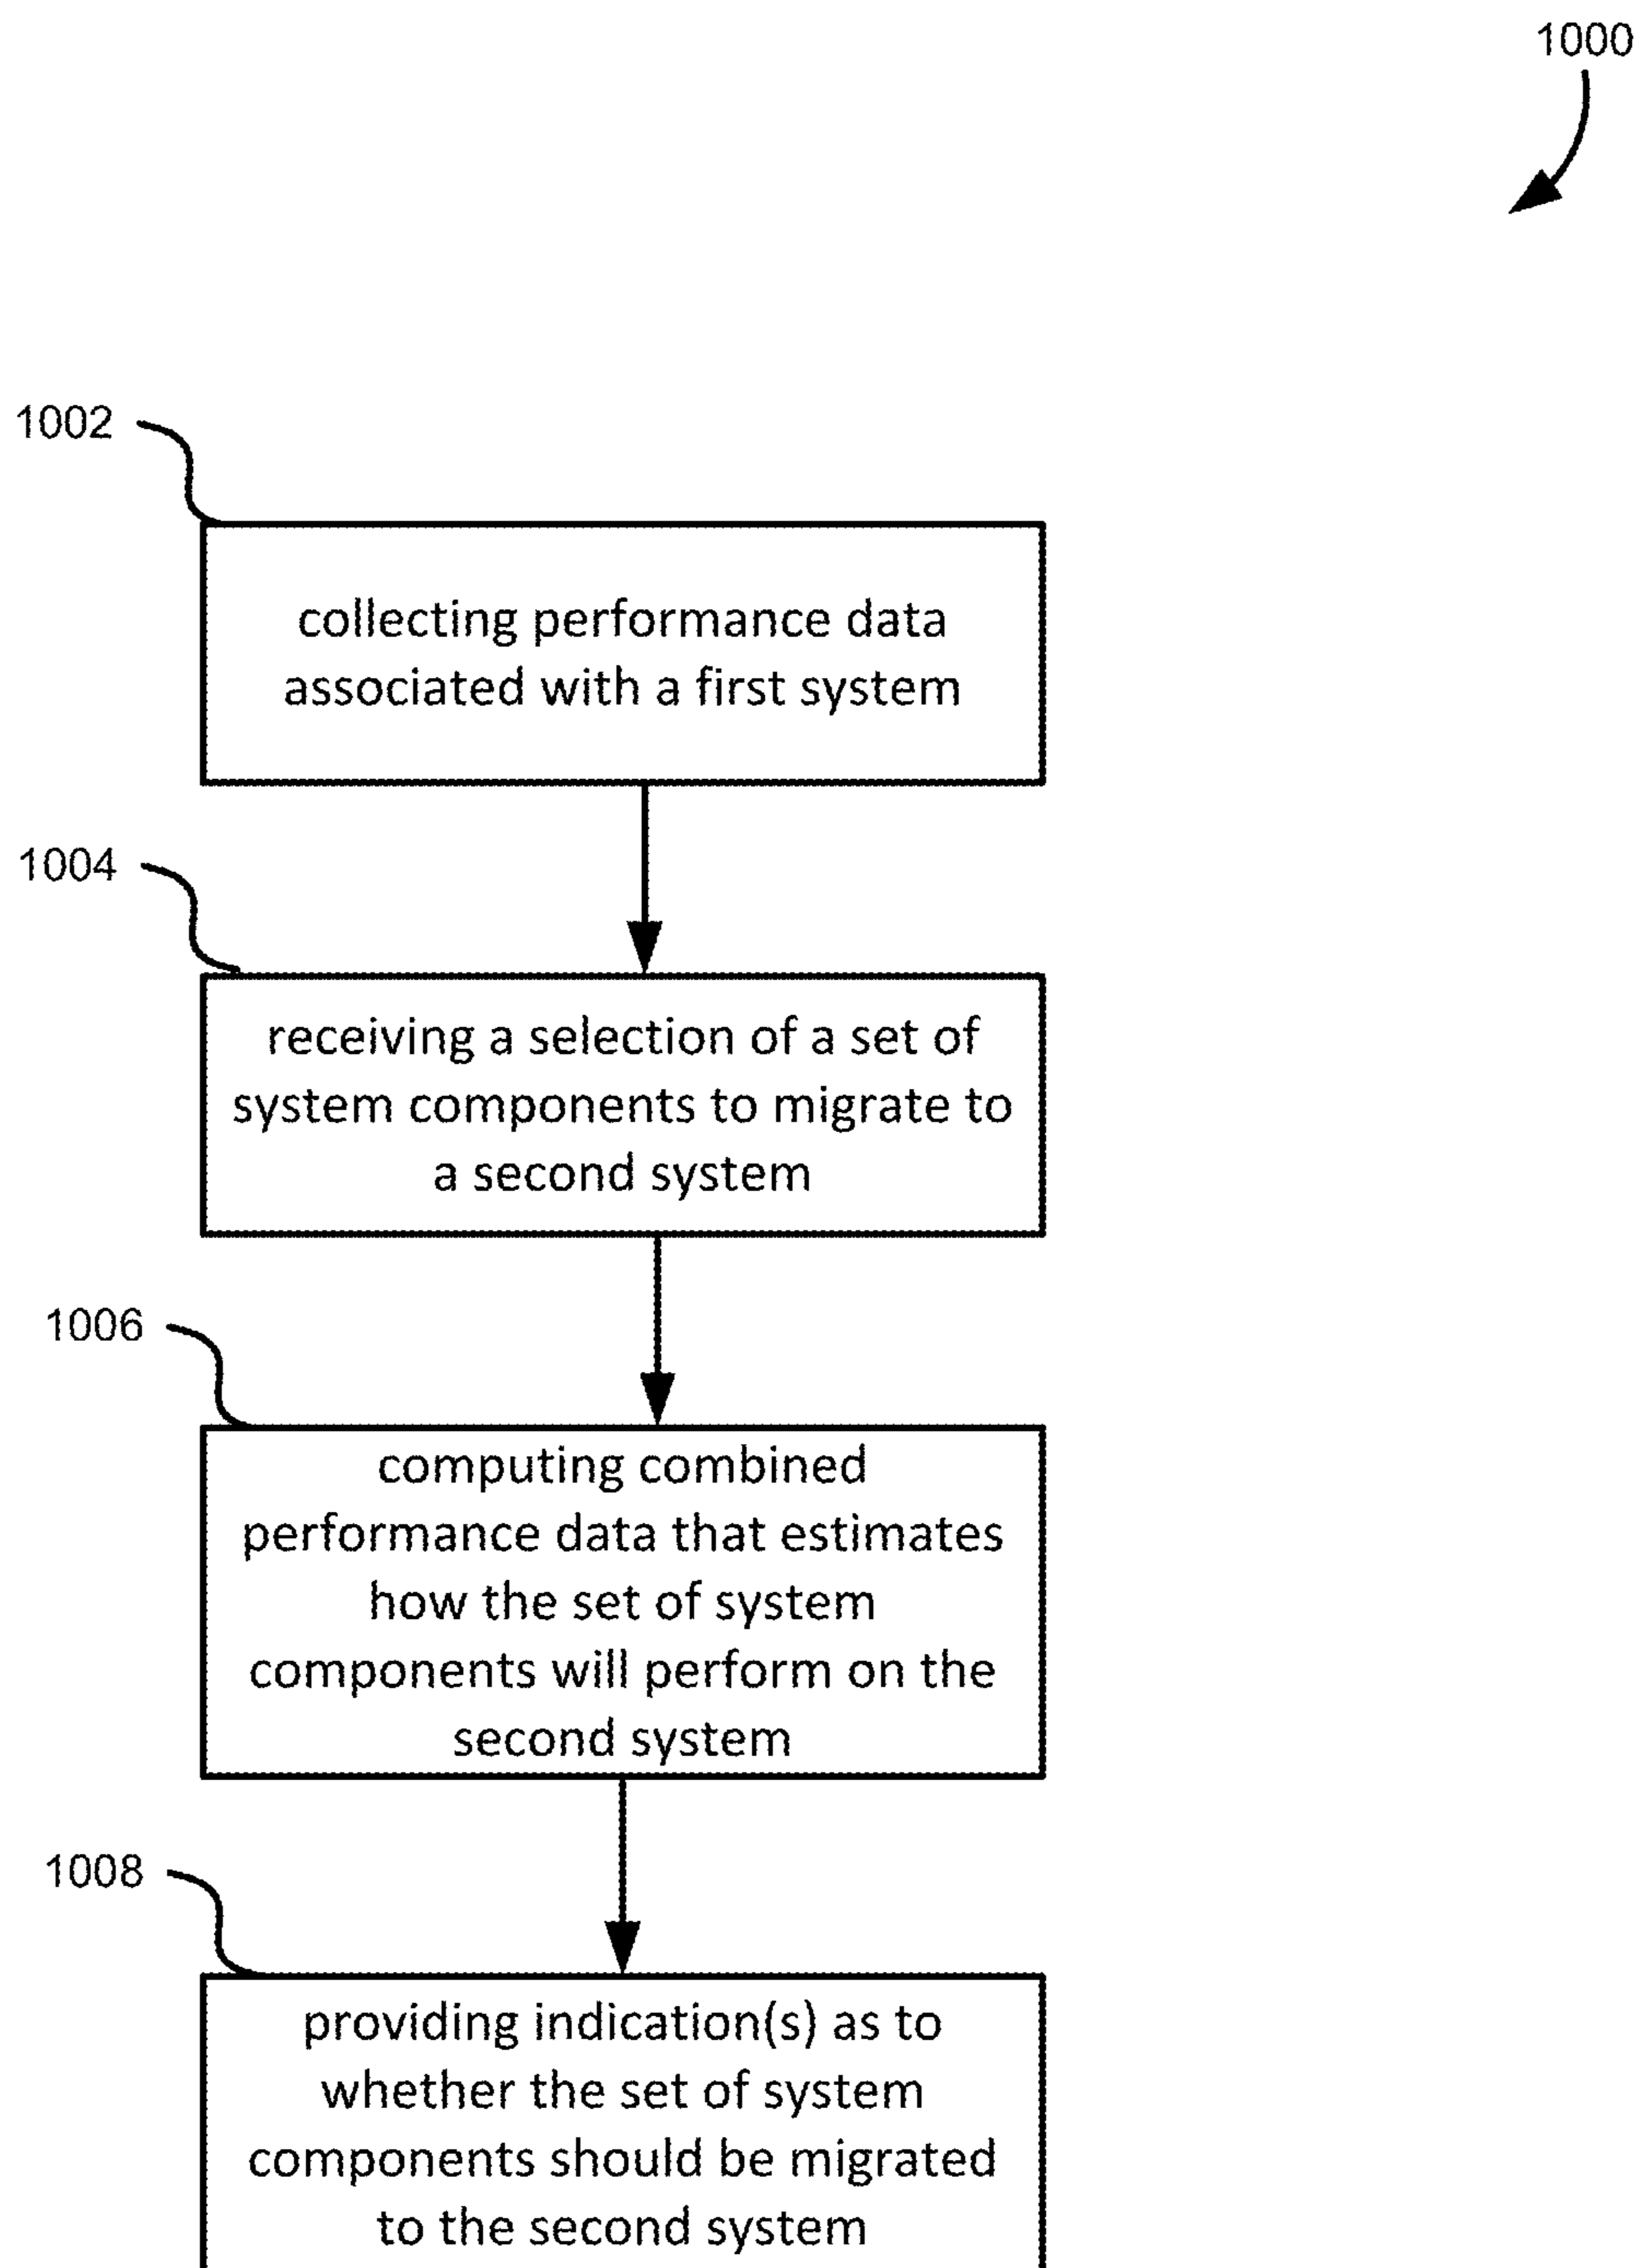 1000
1002
collecting performance data
associated with a first system
1004
receiving a selection of a set of
system components to migrate to
a second system
1006
computing combined
performance data that estimates
how the set of system
components will perform on the
second system
1008
providing indication(s) as to
whether the set of system
components should be migrated
to the second system